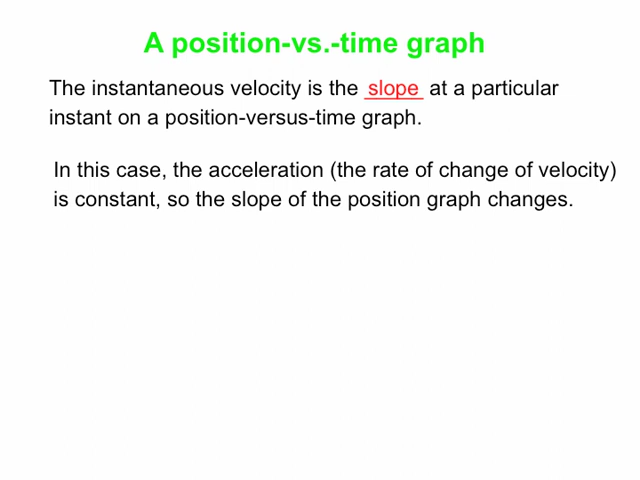 A position-vs.-time graph
The instantaneous velocity is the slope at a particular
instant on a position-versus-time graph.
In this case, the acceleration (the rate of change of velocity)
is constant, so the slope of the position graph changes.